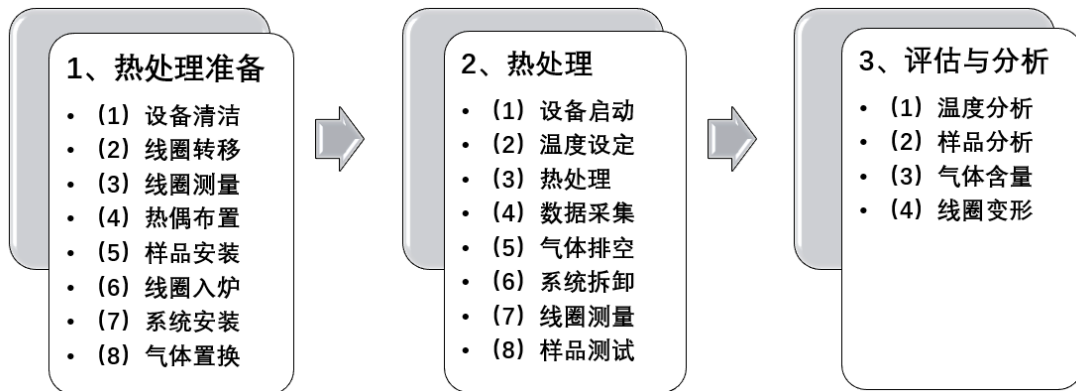 1、热处理准备
• （1）设备清洁
• （2）线圈转移
• （3）线圈测量
• （4）热偶布置
• （5）样品安装
• （6）线圈入炉
• （7）系统安装
• （8）气体置换
2、热处理
• （1）设备启动
• （2）温度设定
• （3）热处理
• （4）数据采集
• （5）气体排空
• （6）系统拆卸
• （7）线圈测量
• （8）样品测试
3、评估与分析
• （1）温度分析
• （2）样品分析
• （3）气体含量
• （4）线圈变形